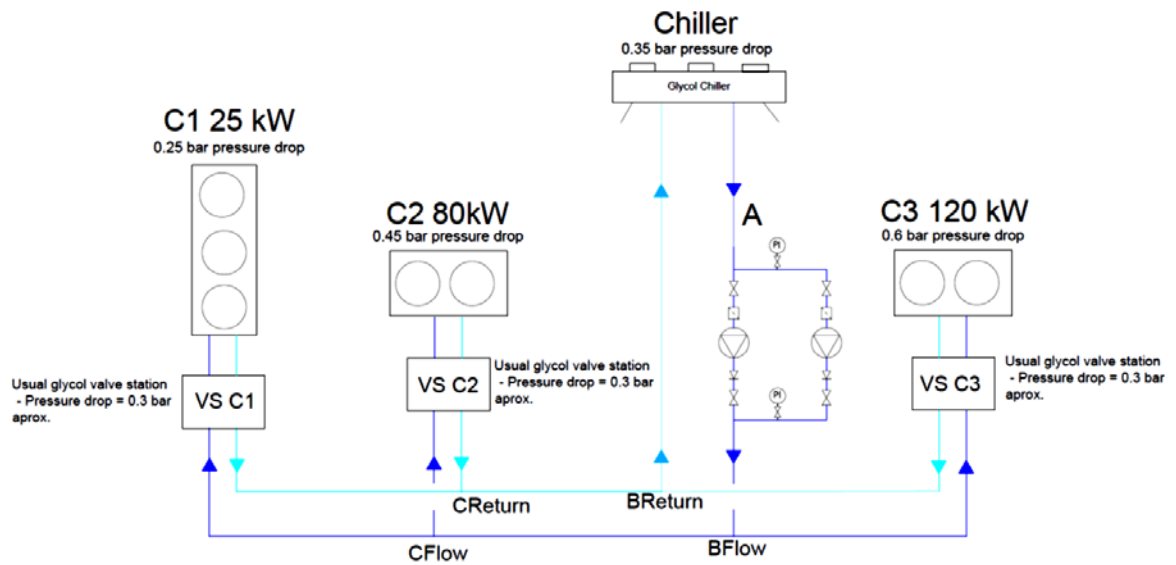 Chiller
0.35 bar pressure drop
Glycol Chiller
C1 25 kW
0.25 bar pressure drop
C2 80kW
0.45 bar pressure drop
A
C3 120 kW
0.6 bar pressure drop
PI
Usual glycol valve station
- Pressure drop = 0.3 bar
aprox.
VS C1
VS C2
Usual glycol valve station
- Pressure drop = 0.3 bar
aprox.
PI
VS C3
Usual glycol valve station
- Pressure drop = 0.3 bar
aprox.
CReturn
BReturn
CFlow
BFlow